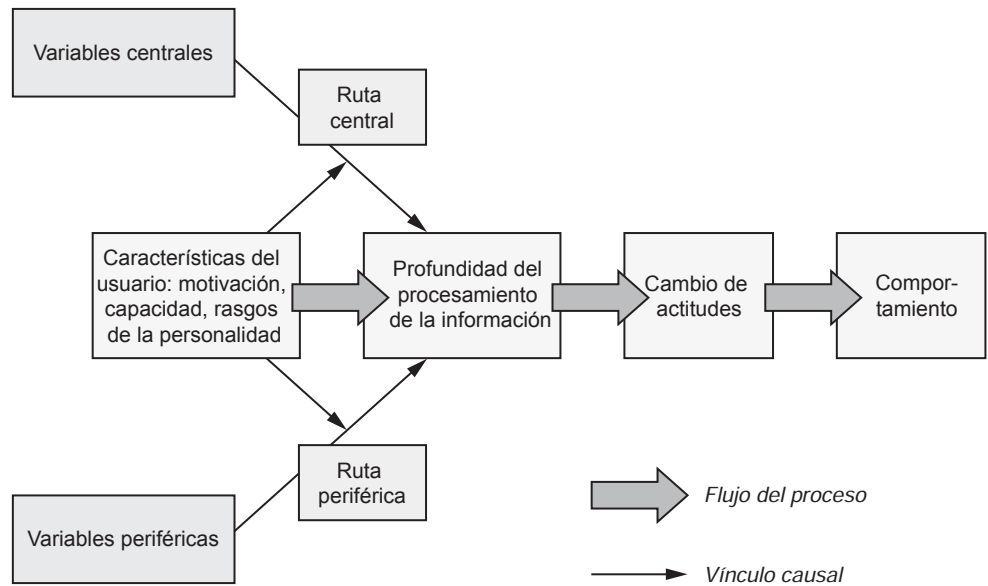 Variables centrales
Ruta
central
Características del
usuario: motivación,
capacidad, rasgos
de la personalidad
Profundidad del
procesamiento
de la información
Cambio de
actitudes
Compor-
tamiento
Ruta
periférica
Variables periféricas
Flujo del proceso
Vínculo causal